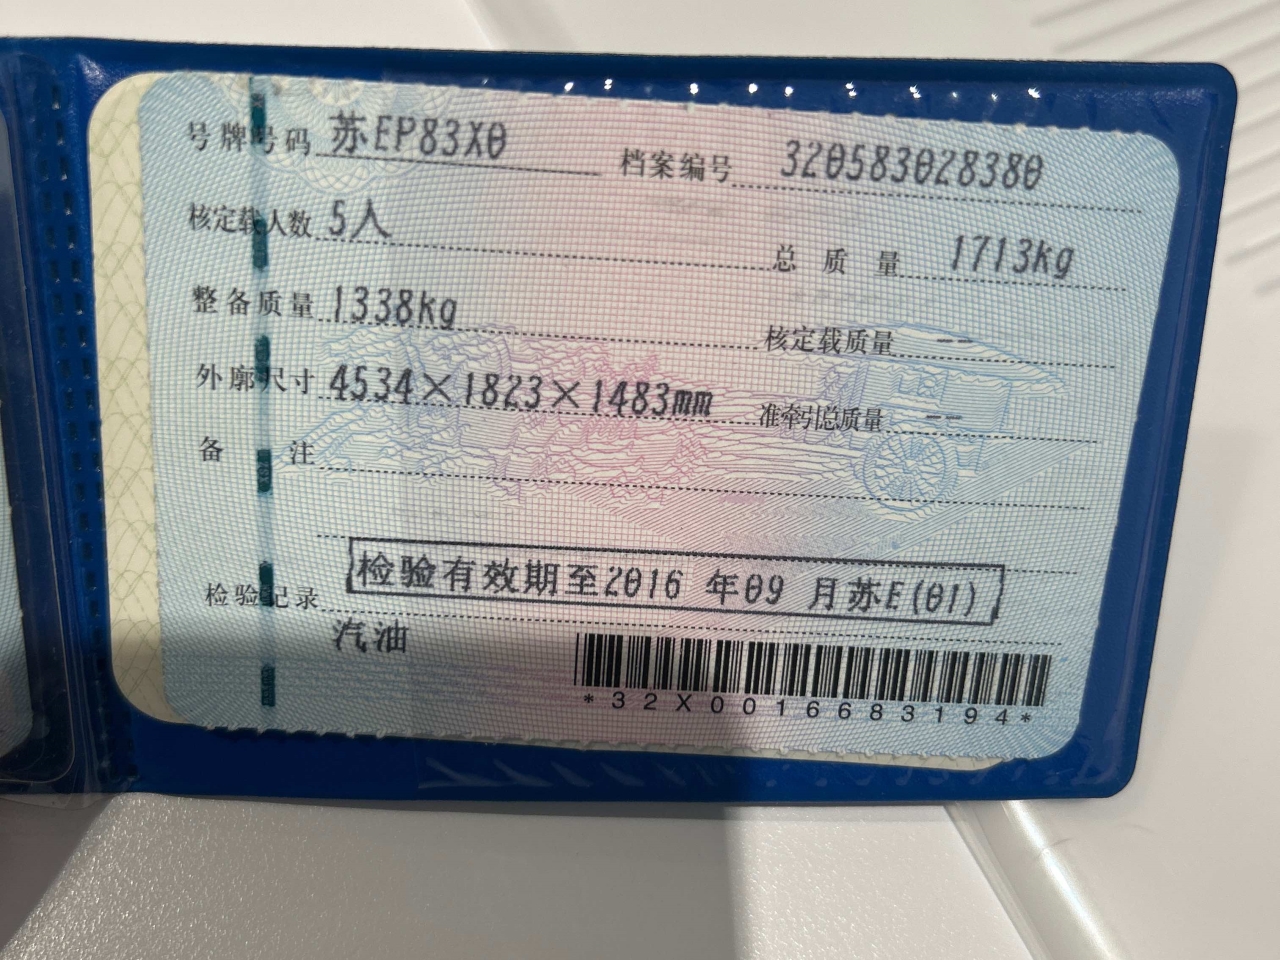 号牌号码 苏EP83X0 档案编号 320583028380
核定载人数 5人 总质量 1713kg
整备质量 1338kg 核定载质量 --
外廓尺寸 4534×1823×1483mm 准牵引总质量 --
备注
检验记录 检验有效期至2016 年09 月苏E(01)
汽油
*32X0016683194*